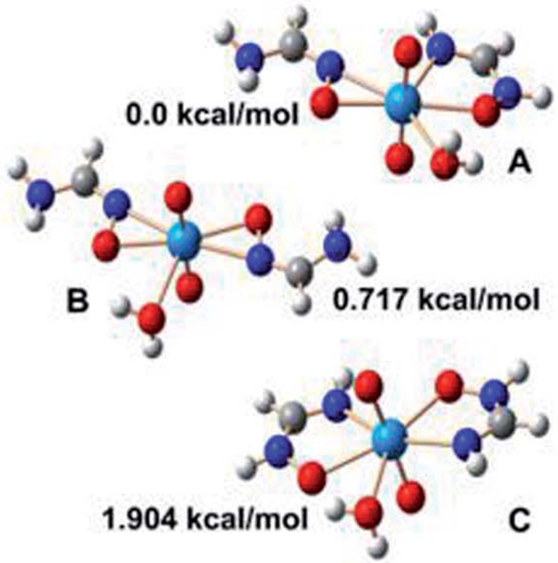 0.0 kcal/mol
A
B
0.717 kcal/mol
1.904 kcal/mol
C